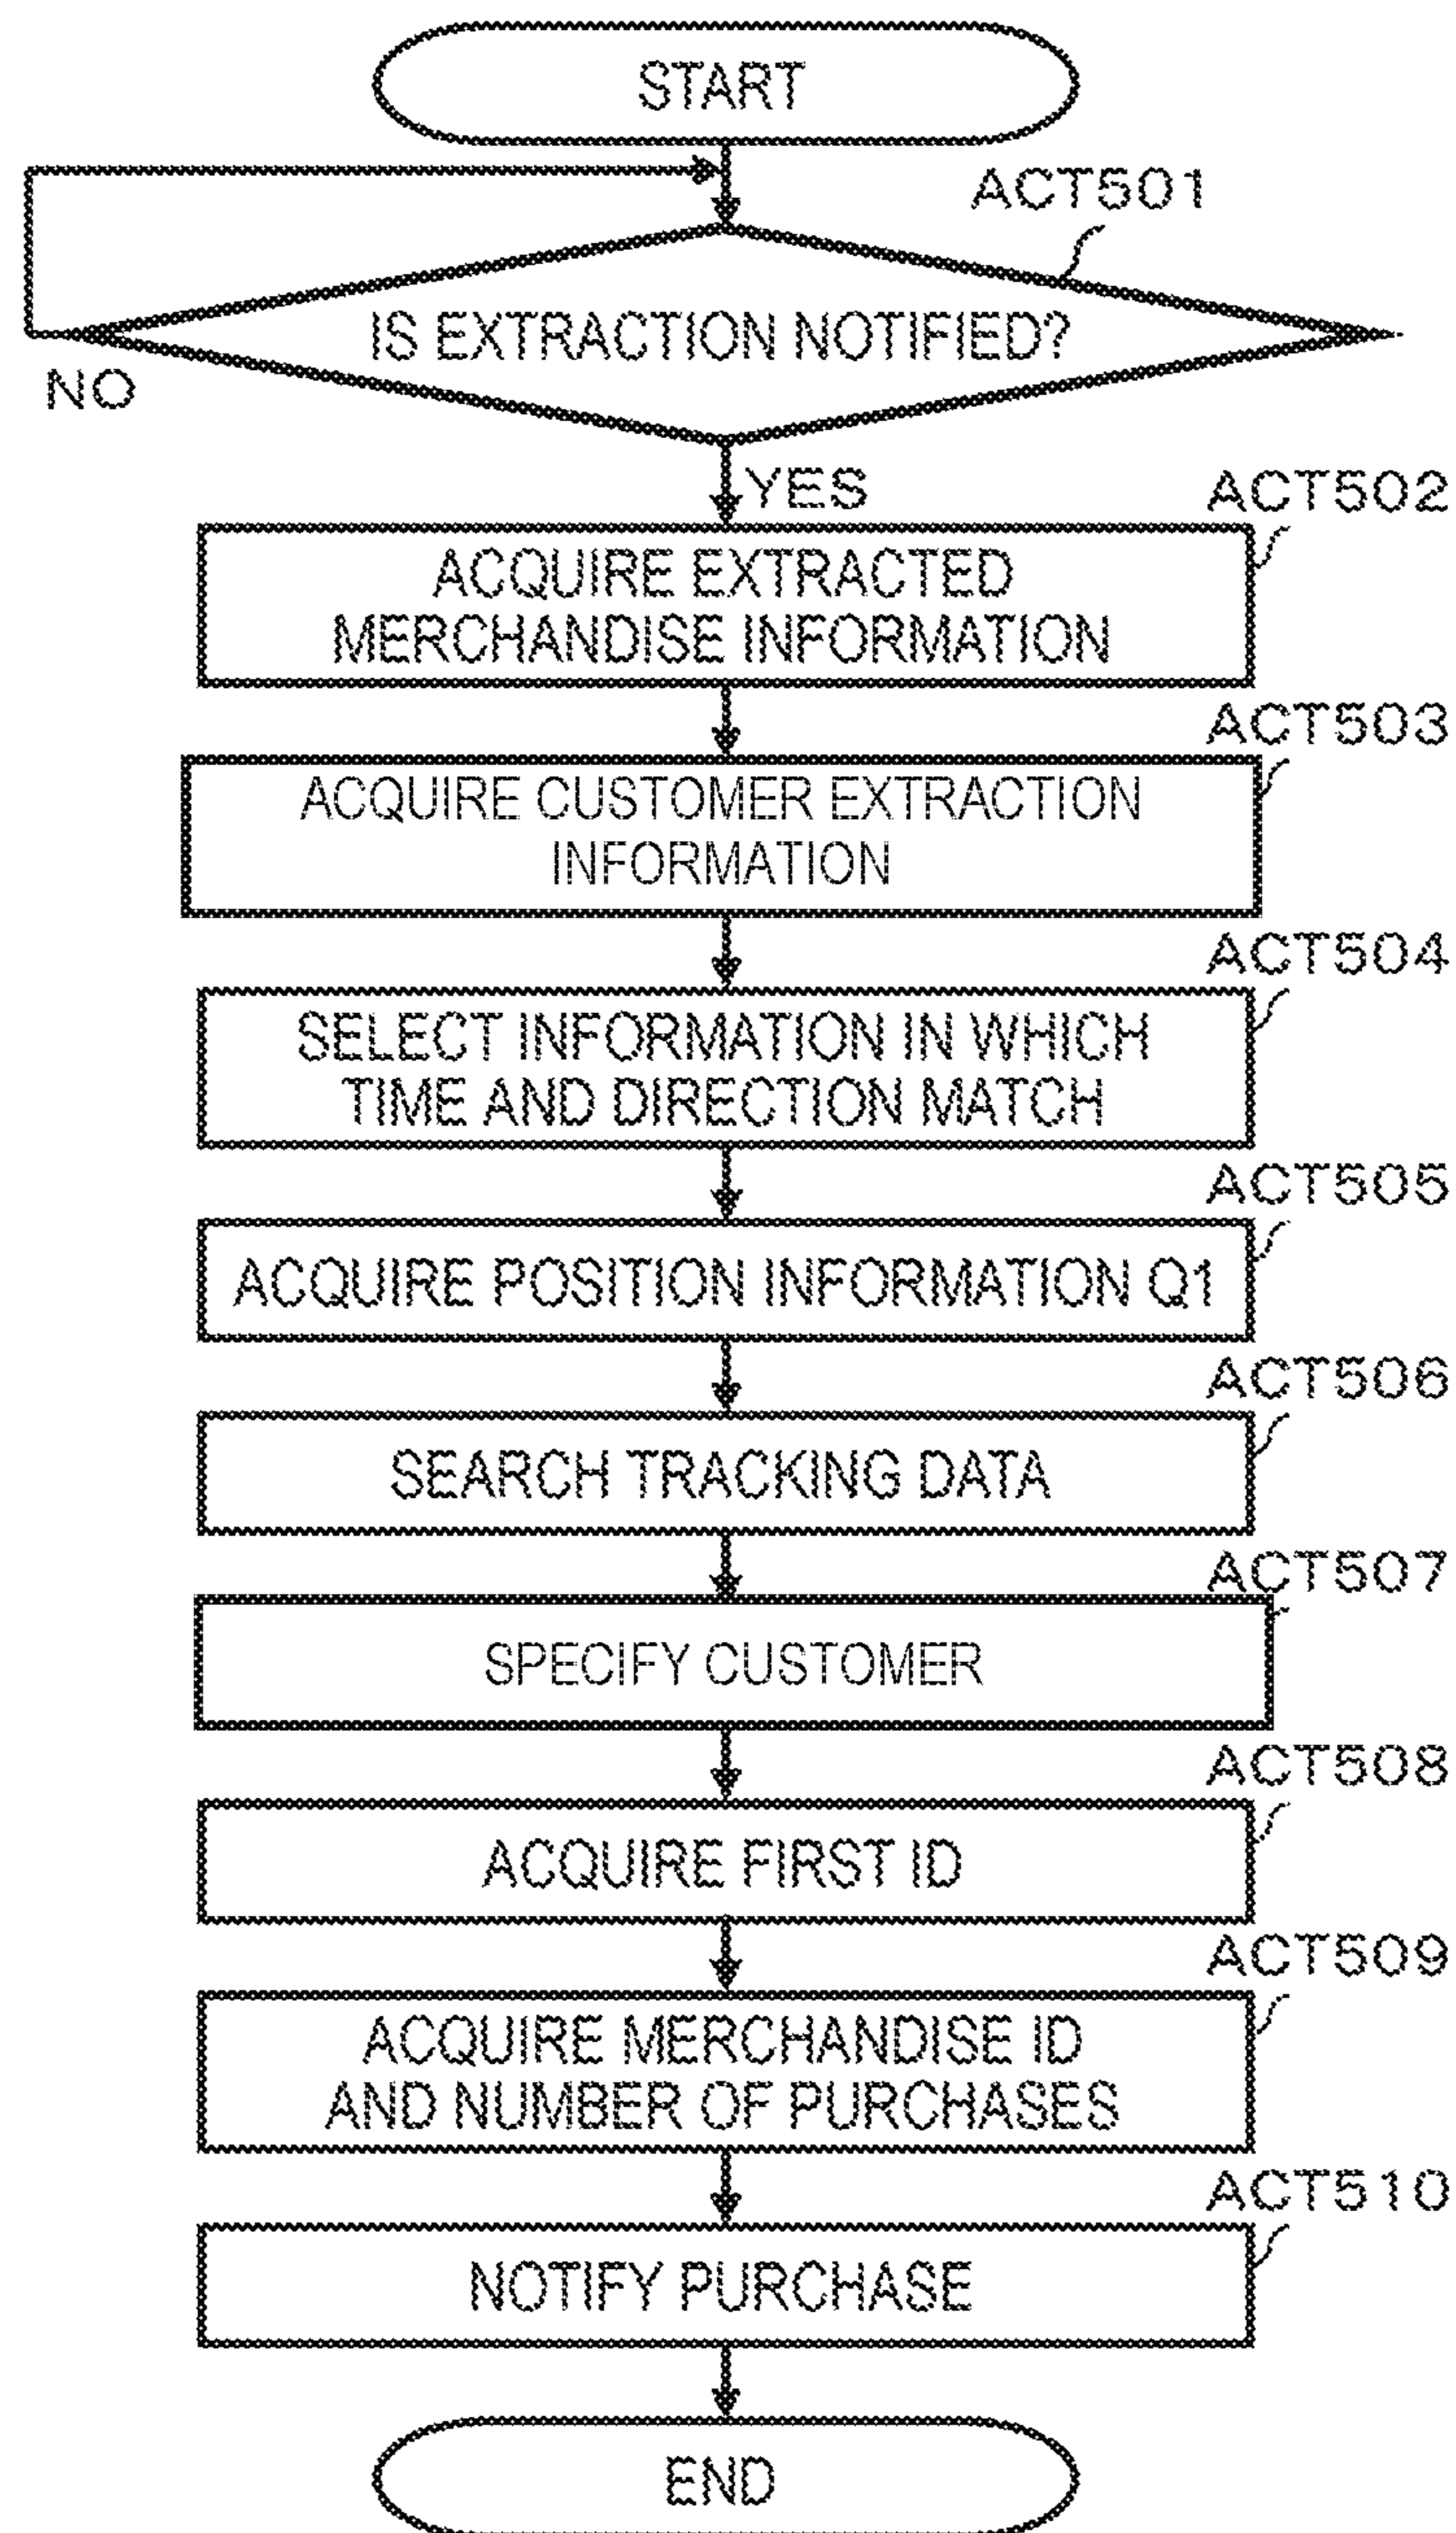 START
ACT501
IS EXTRACTION NOTIFIED?
NO
YES
ACT502
ACQUIRE EXTRACTED
MERCHANDISE INFORMATION
ACT503
ACQUIRE CUSTOMER EXTRACTION
INFORMATION
ACT504
SELECT INFORMATION IN WHICH
TIME AND DIRECTION MATCH
ACT505
ACQUIRE POSITION INFORMATION Q1
ACT506
SEARCH TRACKING DATA
ACT507
SPECIFY CUSTOMER
ACT508
ACQUIRE FIRST ID
ACT509
ACQUIRE MERCHANDISE ID
AND NUMBER OF PURCHASES
ACT510
NOTIFY PURCHASE
END